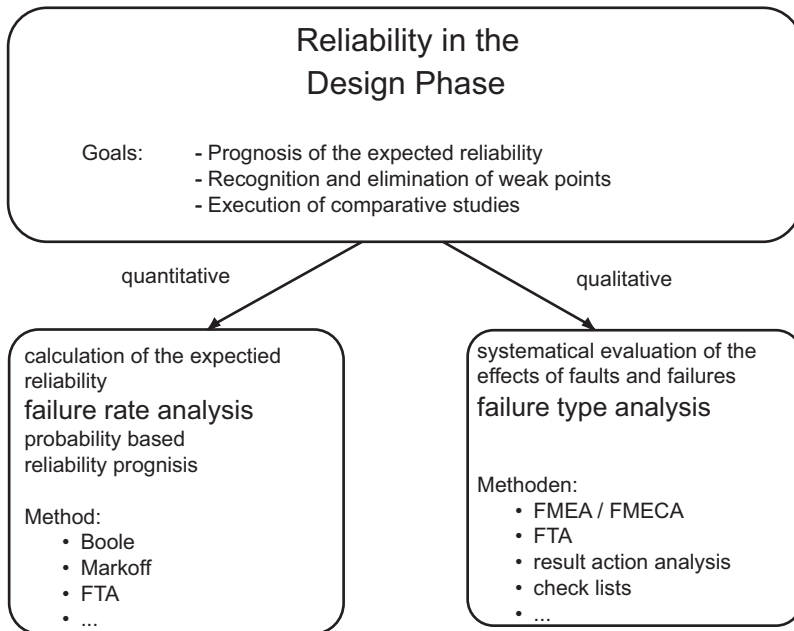 Reliability in the
Design Phase
Goals: - Prognosis of the expected reliability
- Recognition and elimination of weak points
- Execution of comparative studies
quantitative
qualitative
calculation of the expectied
reliability
failure rate analysis
probability based
reliability prognisis
Method:
• Boole
• Markoff
• FTA
• ...
systematical evaluation of the
effects of faults and failures
failure type analysis
Methoden:
• FMEA / FMECA
• FTA
• result action analysis
• check lists
• ...